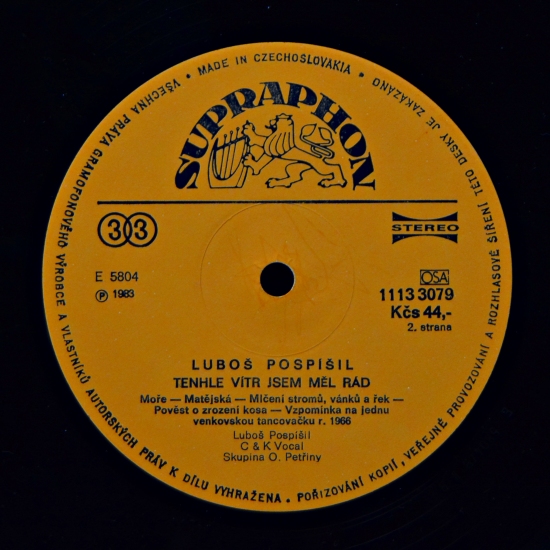 VŠECHNA PRÁVA GRAMOFONOVÉHO VÝROBCE A VLASTNÍKŮ AUTORSKÝCH PRÁV K DÍLU VYHRAŽENA • POŘIZOVÁNÍ KOPIÍ, VEŘEJNÉ PROVOZOVÁNÍ A ROZHLASOVÉ ŠÍŘENÍ TÉTO DESKY JE ZAKÁZÁNO • MADE IN CZECHOSLOVAKIA •
SUPRAPHON
33
STEREO
E 5804
℗ 1983
OSA
1113 3079
Kčs 44,-
2. strana
LUBOŠ POSPÍŠIL
TENHLE VÍTR JSEM MĚL RÁD
Moře — Matějská — Mlčení stromů, vánků a řek —
Pověst o zrození kosa — Vzpomínka na jednu
venkovskou tancovačku r. 1966
Luboš Pospíšil
C & K Vocal
Skupina O. Petřiny